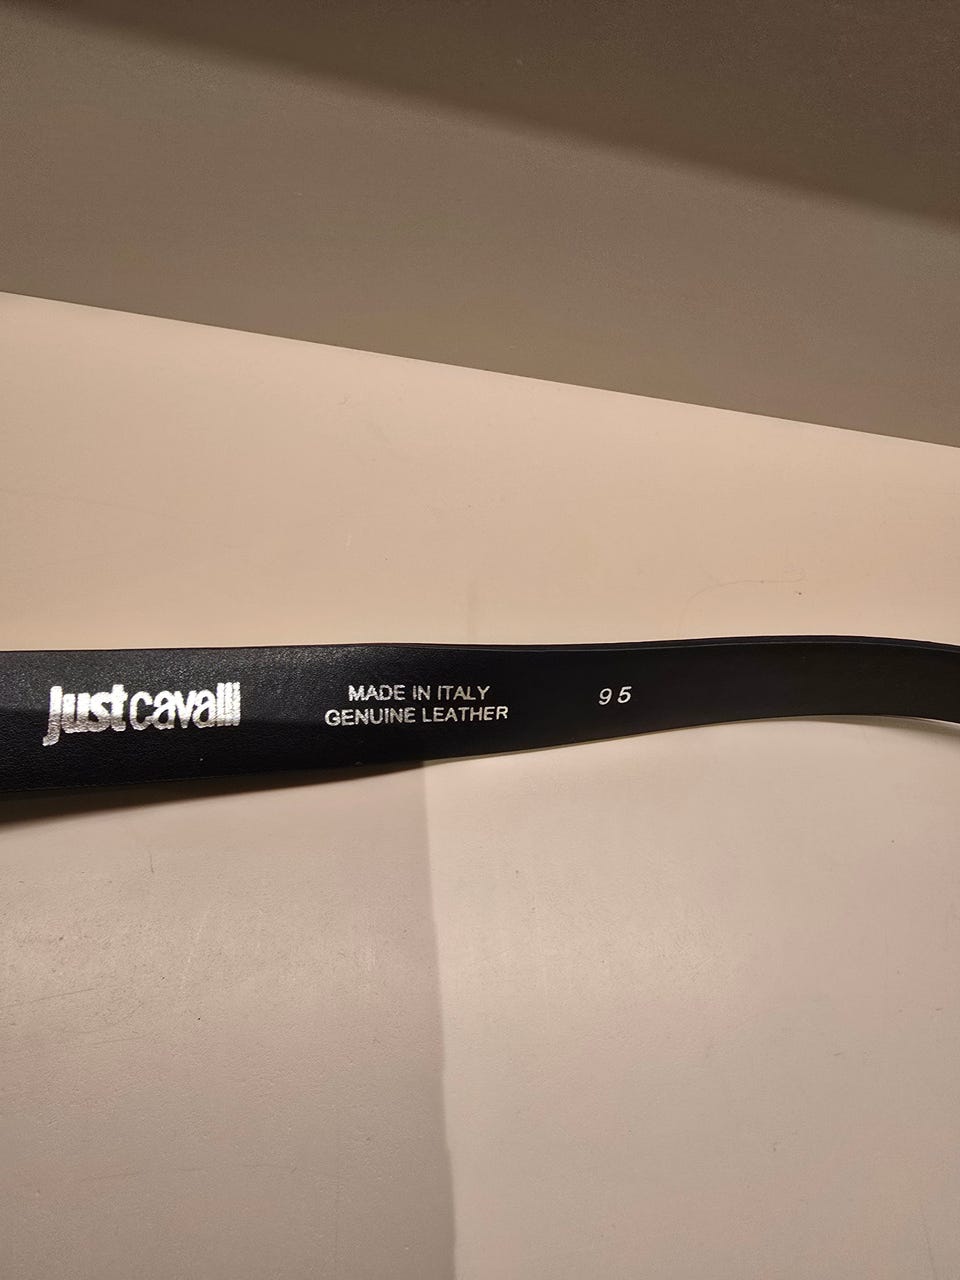 just cavalli
MADE IN ITALY
GENUINE LEATHER
95